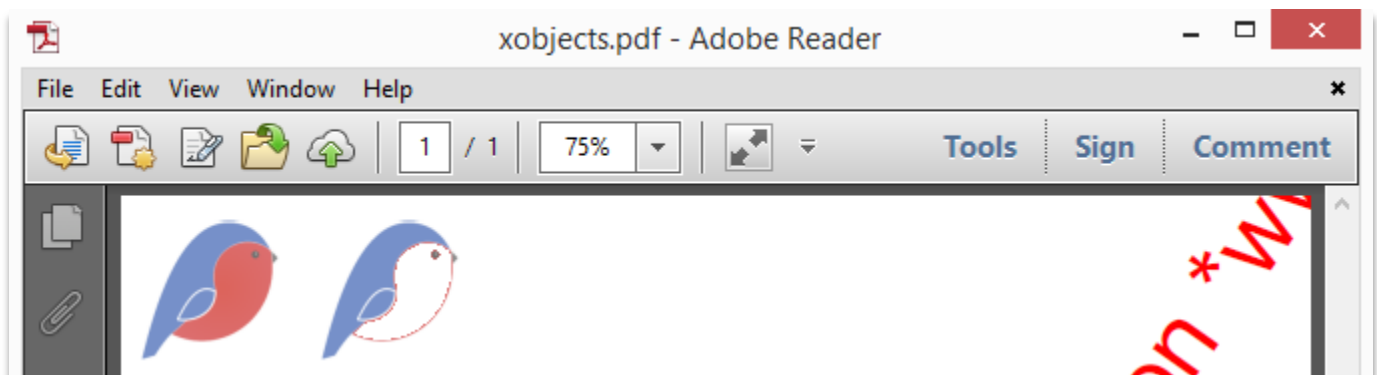 xobjects.pdf - Adobe Reader
File Edit View Window Help
1 / 1 75% Tools Sign Comment